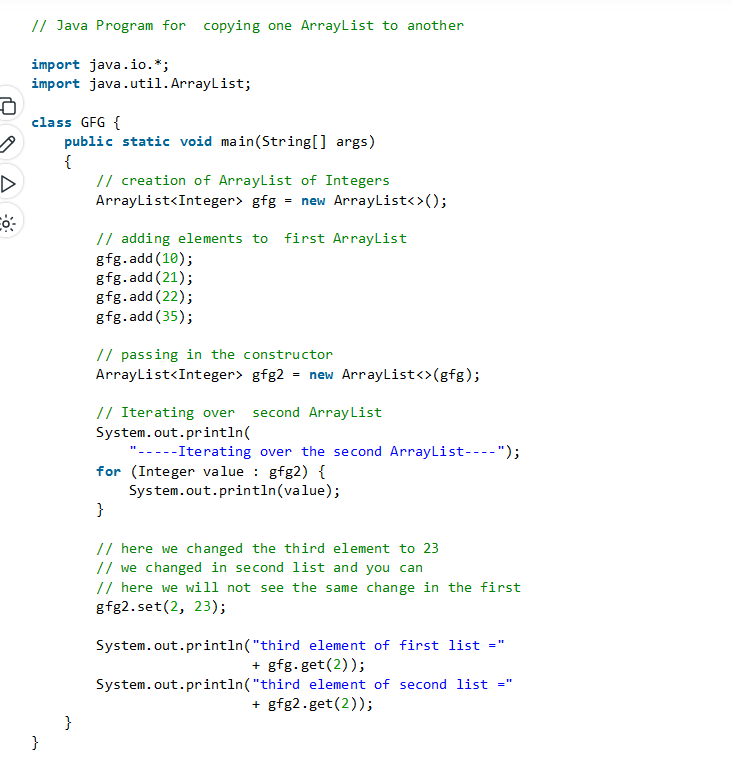 // Java Program for  copying one ArrayList to another

import java.io.*;
import java.util.ArrayList;

class GFG {
    public static void main(String[] args)
    {
        // creation of ArrayList of Integers
        ArrayList<Integer> gfg = new ArrayList<>();

        // adding elements to  first ArrayList
        gfg.add(10);
        gfg.add(21);
        gfg.add(22);
        gfg.add(35);

        // passing in the constructor
        ArrayList<Integer> gfg2 = new ArrayList<>(gfg);

        // Iterating over  second ArrayList
        System.out.println(
            "-----Iterating over the second ArrayList----");
        for (Integer value : gfg2) {
            System.out.println(value);
        }

        // here we changed the third element to 23
        // we changed in second list and you can
        // here we will not see the same change in the first
        gfg2.set(2, 23);

        System.out.println("third element of first list ="
                           + gfg.get(2));
        System.out.println("third element of second list ="
                           + gfg2.get(2));
    }
}